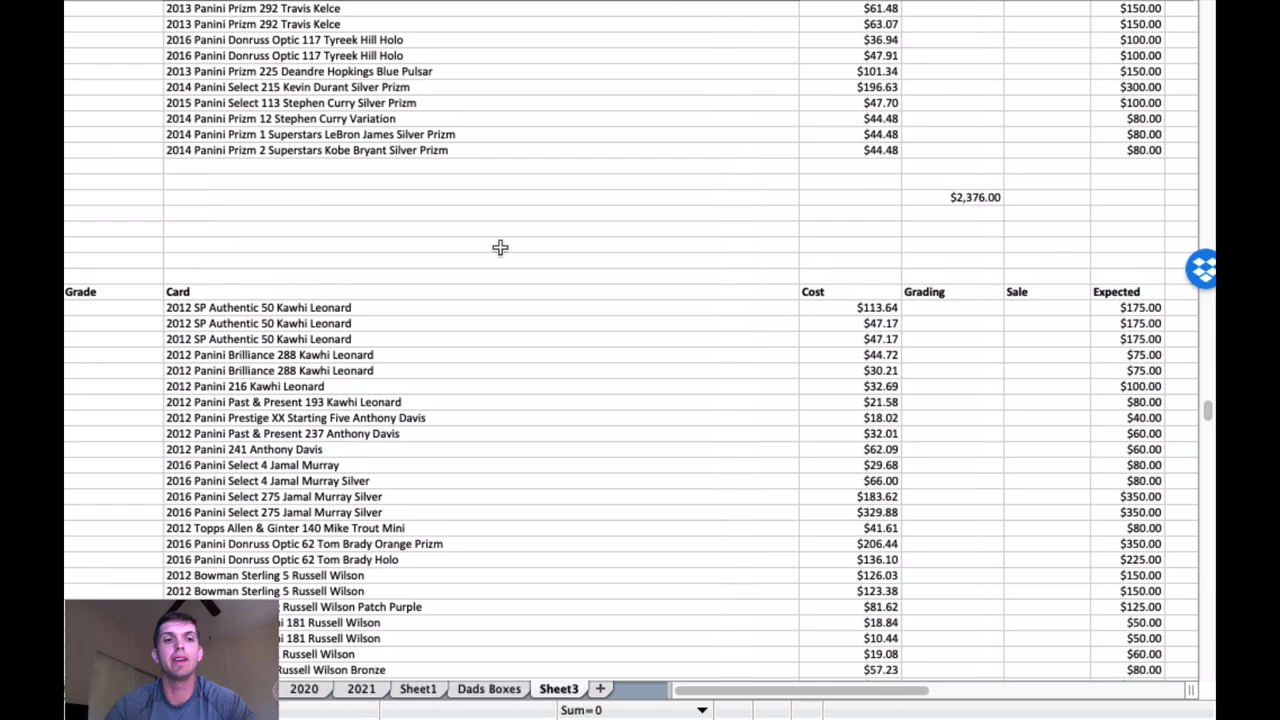 2013 Panini Prizm 292 Travis Kelce $61.48 $150.00
2013 Panini Prizm 292 Travis Kelce $63.07 $150.00
2016 Panini Donruss Optic 117 Tyreek Hill Holo $36.94 $100.00
2016 Panini Donruss Optic 117 Tyreek Hill Holo $47.91 $100.00
2013 Panini Prizm 225 Deandre Hopkings Blue Pulsar $101.34 $150.00
2014 Panini Select 215 Kevin Durant Silver Prizm $196.63 $300.00
2015 Panini Select 113 Stephen Curry Silver Prizm $47.70 $100.00
2014 Panini Prizm 12 Stephen Curry Variation $44.48 $80.00
2014 Panini Prizm 1 Superstars LeBron James Silver Prizm $44.48 $80.00
2014 Panini Prizm 2 Superstars Kobe Bryant Silver Prizm $44.48 $80.00
$2,376.00
Grade Card Cost Grading Sale Expected
2012 SP Authentic 50 Kawhi Leonard $113.64 $175.00
2012 SP Authentic 50 Kawhi Leonard $47.17 $175.00
2012 SP Authentic 50 Kawhi Leonard $47.17 $175.00
2012 Panini Brilliance 288 Kawhi Leonard $44.72 $75.00
2012 Panini Brilliance 288 Kawhi Leonard $30.21 $75.00
2012 Panini 216 Kawhi Leonard $32.69 $100.00
2012 Panini Past & Present 193 Kawhi Leonard $21.58 $80.00
2012 Panini Prestige XX Starting Five Anthony Davis $18.02 $40.00
2012 Panini Past & Present 237 Anthony Davis $32.01 $60.00
2012 Panini 241 Anthony Davis $62.09 $60.00
2016 Panini Select 4 Jamal Murray $29.68 $80.00
2016 Panini Select 4 Jamal Murray Silver $66.00 $80.00
2016 Panini Select 275 Jamal Murray Silver $183.62 $350.00
2016 Panini Select 275 Jamal Murray Silver $329.88 $350.00
2012 Topps Allen & Ginter 140 Mike Trout Mini $41.61 $80.00
2016 Panini Donruss Optic 62 Tom Brady Orange Prizm $206.44 $350.00
2016 Panini Donruss Optic 62 Tom Brady Holo $136.10 $225.00
2012 Bowman Sterling 5 Russell Wilson $126.03 $150.00
2012 Bowman Sterling 5 Russell Wilson $123.38 $150.00
Russell Wilson Patch Purple $81.62 $125.00
181 Russell Wilson $18.84 $50.00
181 Russell Wilson $10.44 $50.00
Russell Wilson $19.08 $60.00
Russell Wilson Bronze $57.23 $80.00
2020 2021 Sheet1 Dads Boxes Sheet3 +
Sum=0